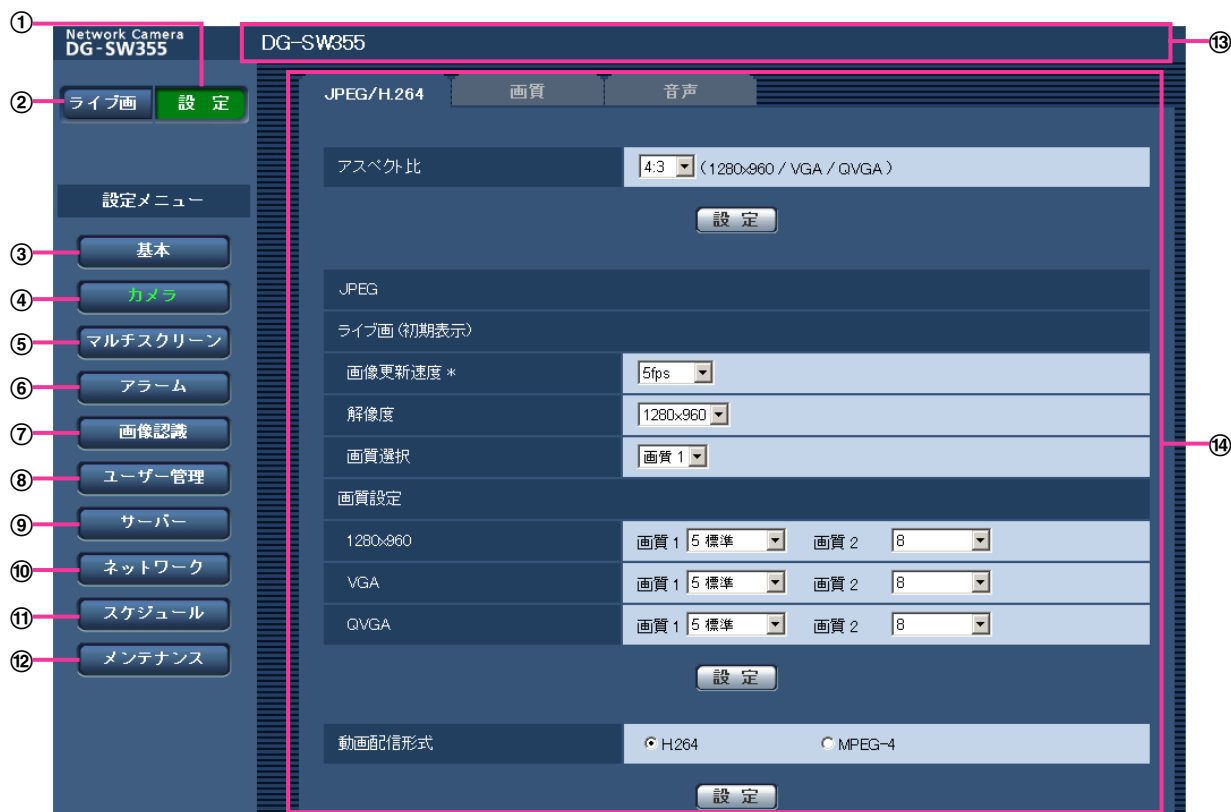 ①
Network Camera
DG-SW355
DG-SW355
⑬
② ライブ画 設 定
JPEG/H.264 画質 音声
アスペクト比 4:3 (1280x960 / VGA / QVGA)
設 定
設定メニュー
③ 基本
④ カメラ
⑤ マルチスクリーン
⑥ アラーム
⑦ 画像認識
⑧ ユーザー管理
⑨ サーバー
⑩ ネットワーク
⑪ スケジュール
⑫ メンテナンス
JPEG
ライブ画(初期表示)
画像更新速度 * 5fps
解像度 1280x960
⑭
画質選択 画質 1
画質設定
1280x960 画質 1 5 標準 画質 2 8
VGA 画質 1 5 標準 画質 2 8
QVGA 画質 1 5 標準 画質 2 8
設 定
動画配信形式 H.264 MPEG-4
設 定